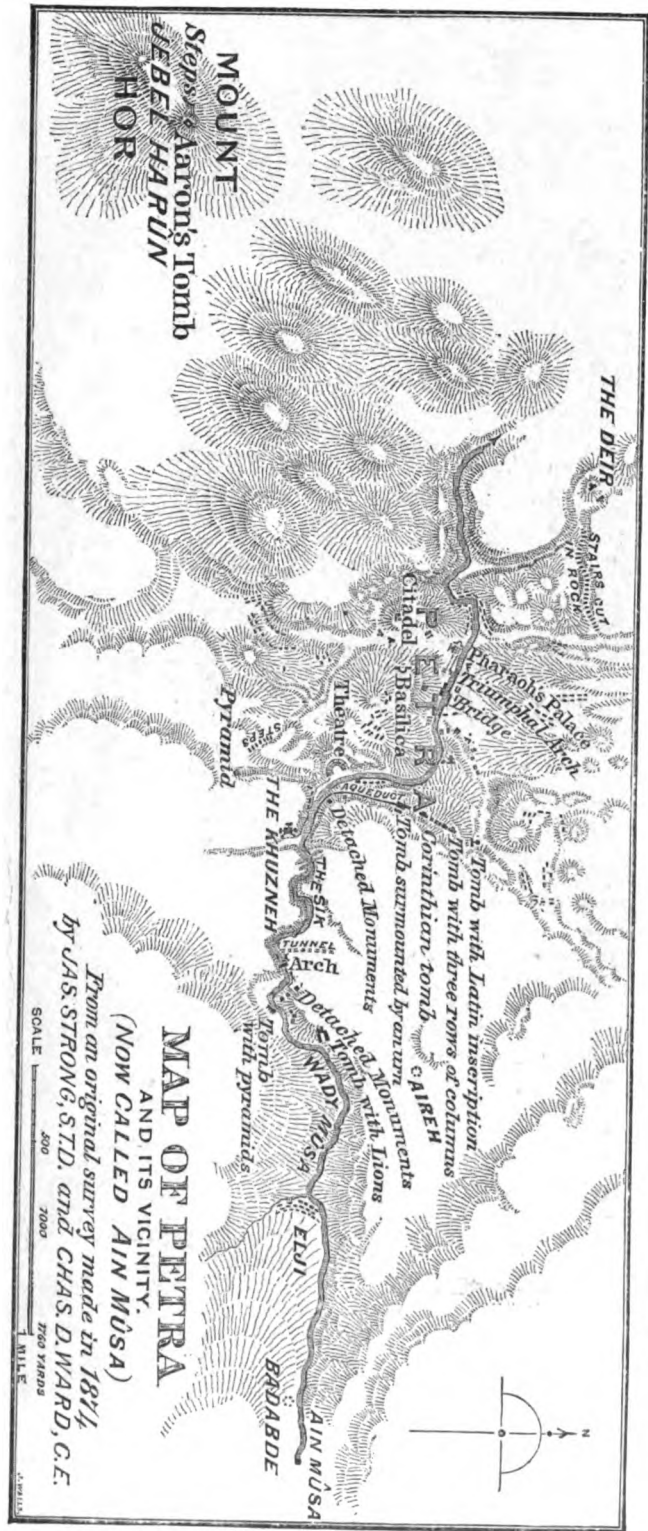 MOUNT
Steps to Aaron's Tomb
JEBEL HARÛN
HOR
THE DEIR
STAIRS CUT
IN ROCK
PETRA
Citadel
Basilica
Pharaoh's Palace
Triumphal Arch
Bridge
Theatre
STEPS
Pyramid
AQUEDUCT
Tomb with Latin inscription
Tomb with three rows of columns
Corinthian tomb
Tomb surmounted by an urn
Detached Monuments
AIREH
THE KHUZNEH
THE SIK
TUNNEL
Arch
Detached Monuments
Tomb with Lions
WADY MÛSA
Tomb
with pyramids
ELJI
BADABDE
AIN MÛSA
N
MAP OF PETRA
AND ITS VICINITY.
(NOW CALLED AIN MÛSA)
From an original survey made in 1874,
by JAS. STRONG, S.T.D. and CHAS. D. WARD, C.E.
SCALE 500 1000 1760 YARDS
1 MILE